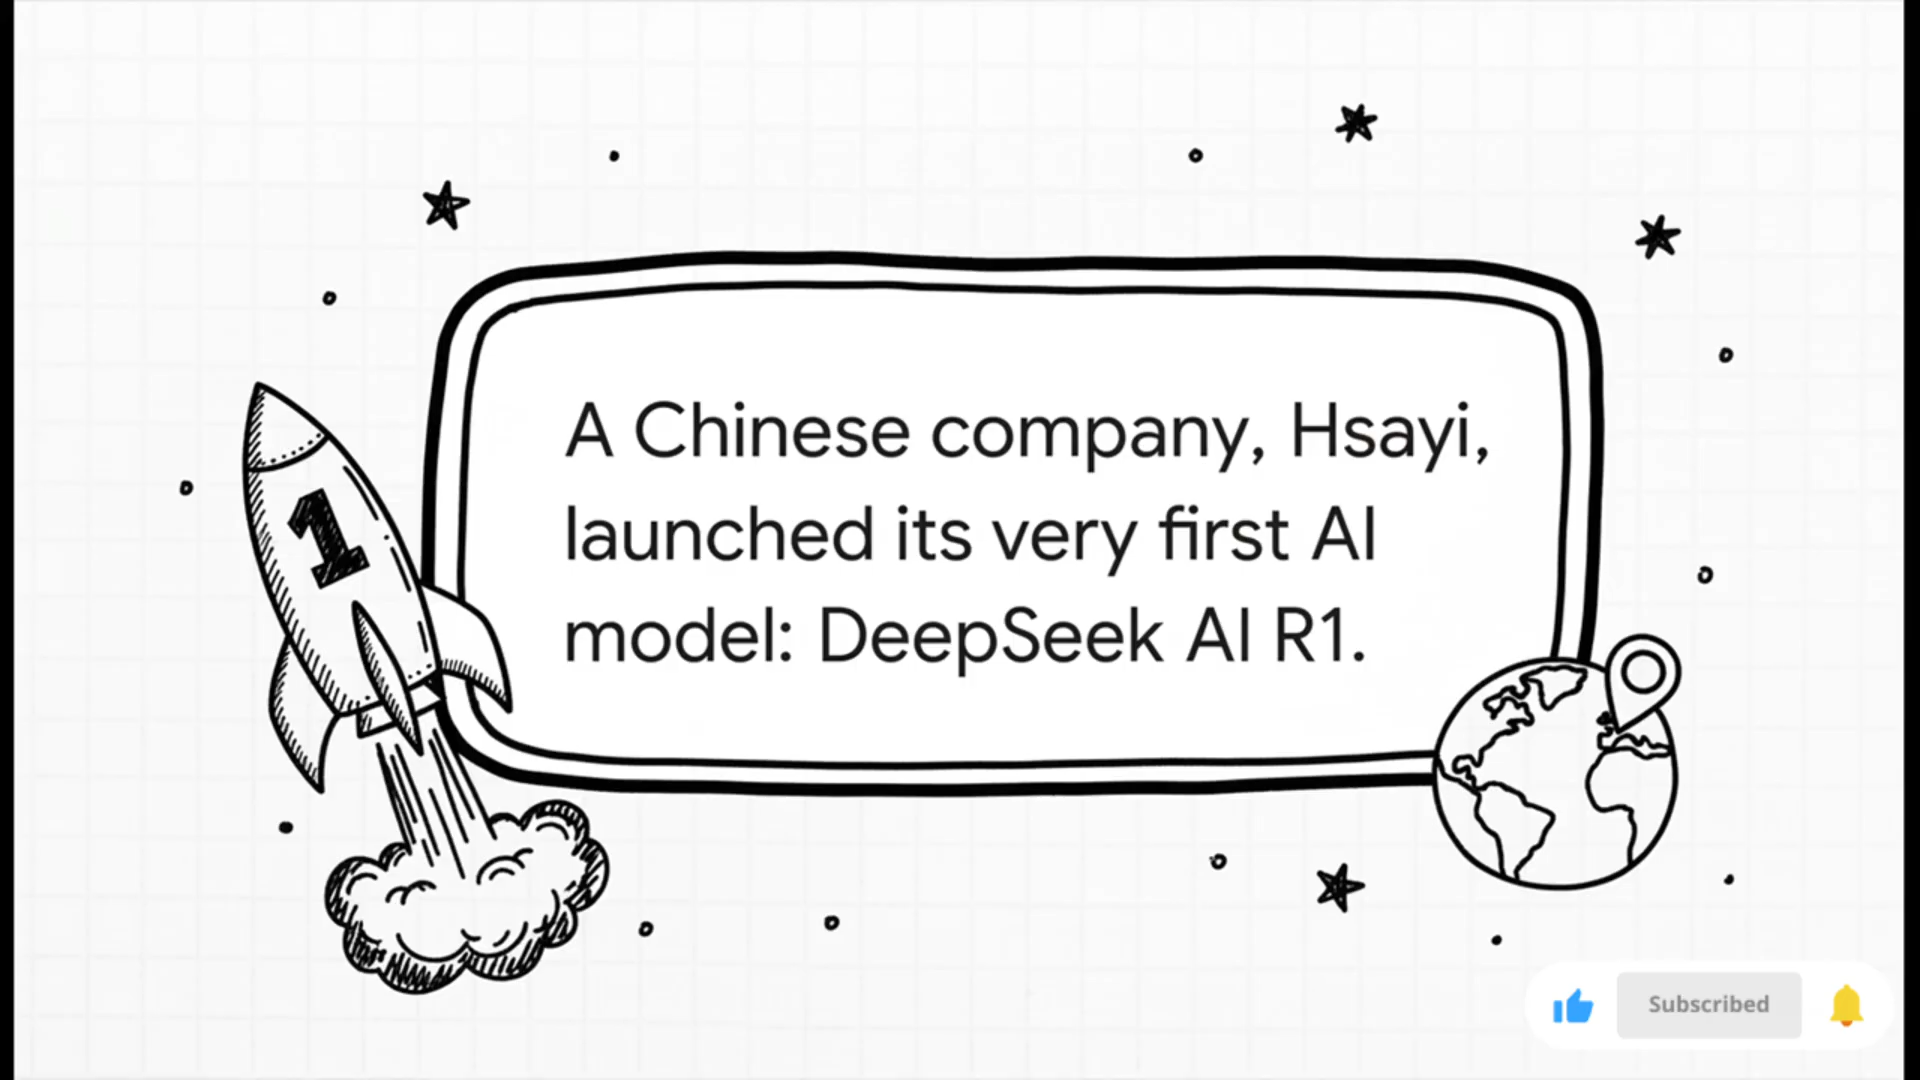 1
A Chinese company, Hsayi,
launched its very first AI
model: DeepSeek AI R1.
Subscribed